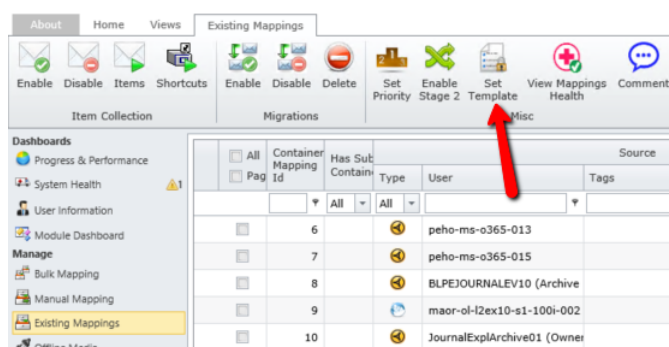 About Home Views Existing Mappings
Enable Disable Items Shortcuts Enable Disable Delete Set Priority Enable Stage 2 Set Template View Mappings Health Comment
Item Collection Migrations Misc
Dashboards
Progress & Performance
System Health 1
User Information
Module Dashboard
Manage
Bulk Mapping
Manual Mapping
Existing Mappings
All Container Mapping Id Has Sub Contain Source
Pag Type User Tags
All All
6 peho-ms-o365-013
7 peho-ms-o365-015
8 BLPEJOURNALEV10 (Archive
9 maor-ol-l2ex10-s1-100i-002
10 JournalExplArchive01 (Owner